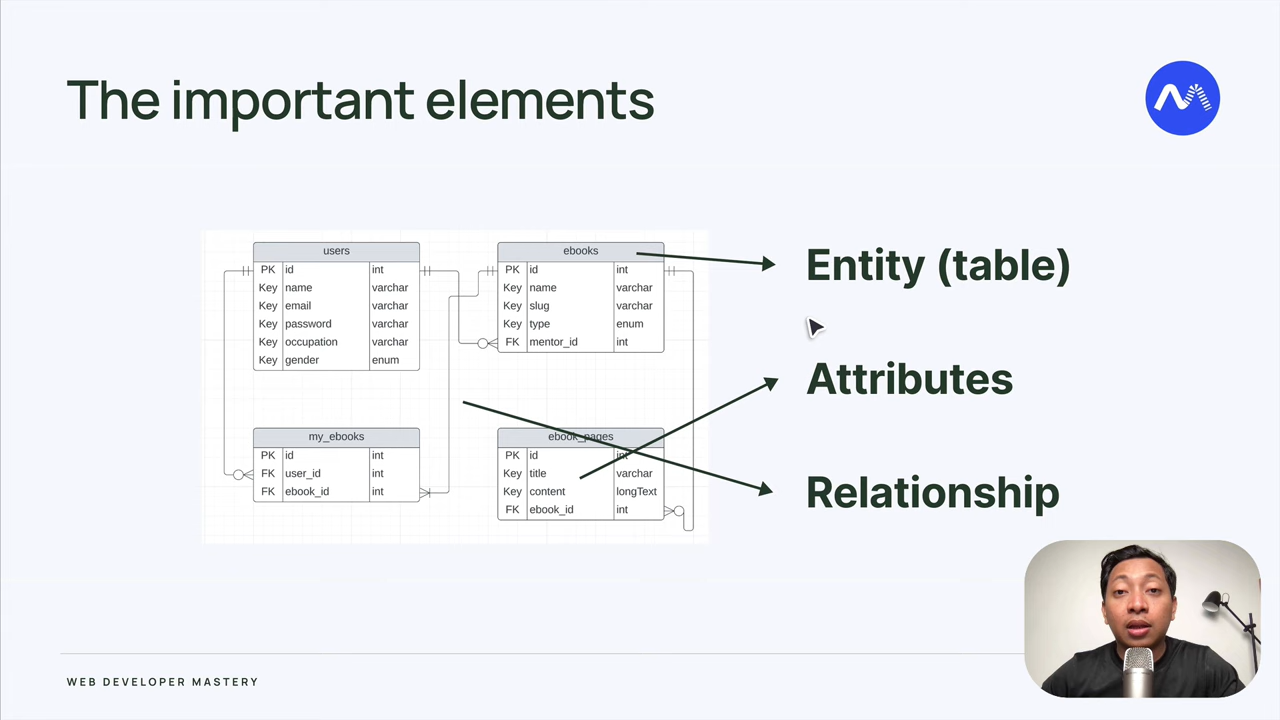 The important elements
users
PK id int
Key name varchar
Key email varchar
Key password varchar
Key occupation varchar
Key gender enum
ebooks
PK id int
Key name varchar
Key slug varchar
Key type enum
FK mentor_id int
my_ebooks
PK id int
FK user_id int
FK ebook_id int
ebook_pages
PK id int
Key title varchar
Key content longText
FK ebook_id int
Entity (table)
Attributes
Relationship
WEB DEVELOPER MASTERY